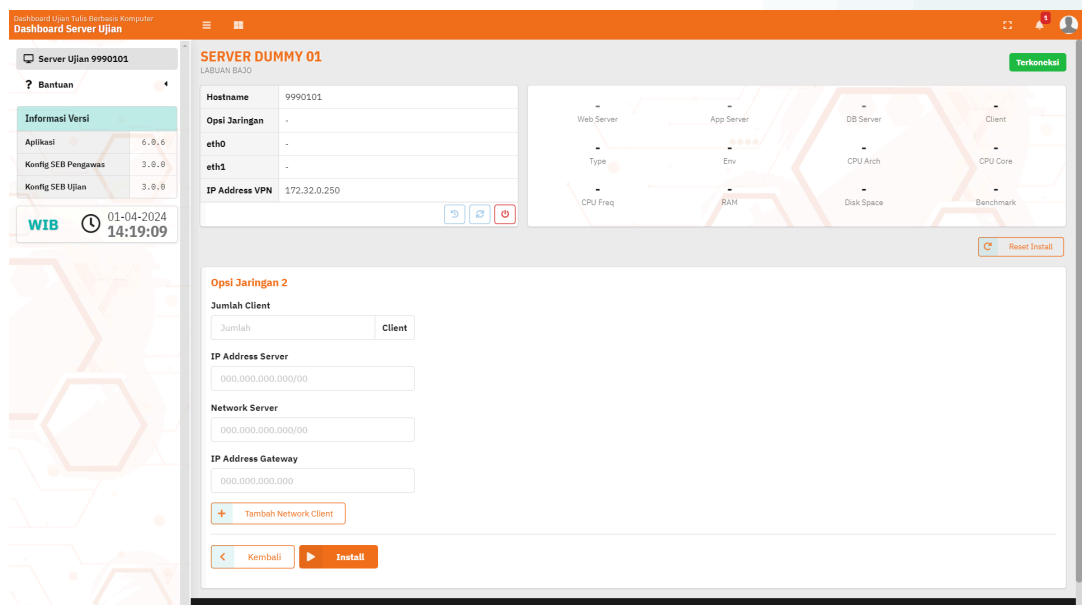 Dashboard Ujian Tulis Berbasis Komputer
Dashboard Server Ujian
1
Server Ujian 9990101
? Bantuan
Informasi Versi
Aplikasi 6.0.6
Konfig SEB Pengawas 3.0.0
Konfig SEB Ujian 3.0.0
WIB 01-04-2024
14:19:09
SERVER DUMMY 01
LABUAN BAJO
Terkoneksi
Hostname 9990101
Opsi Jaringan -
eth0 -
eth1 -
IP Address VPN 172.32.0.250
- - - -
Web Server App Server DB Server Client
- - - -
Type Env CPU Arch CPU Core
- - - -
CPU Freq RAM Disk Space Benchmark
Reset Install
Opsi Jaringan 2
Jumlah Client
Jumlah Client
IP Address Server
000.000.000.000/00
Network Server
000.000.000.000/00
IP Address Gateway
000.000.000.000
+ Tambah Network Client
Kembali Install